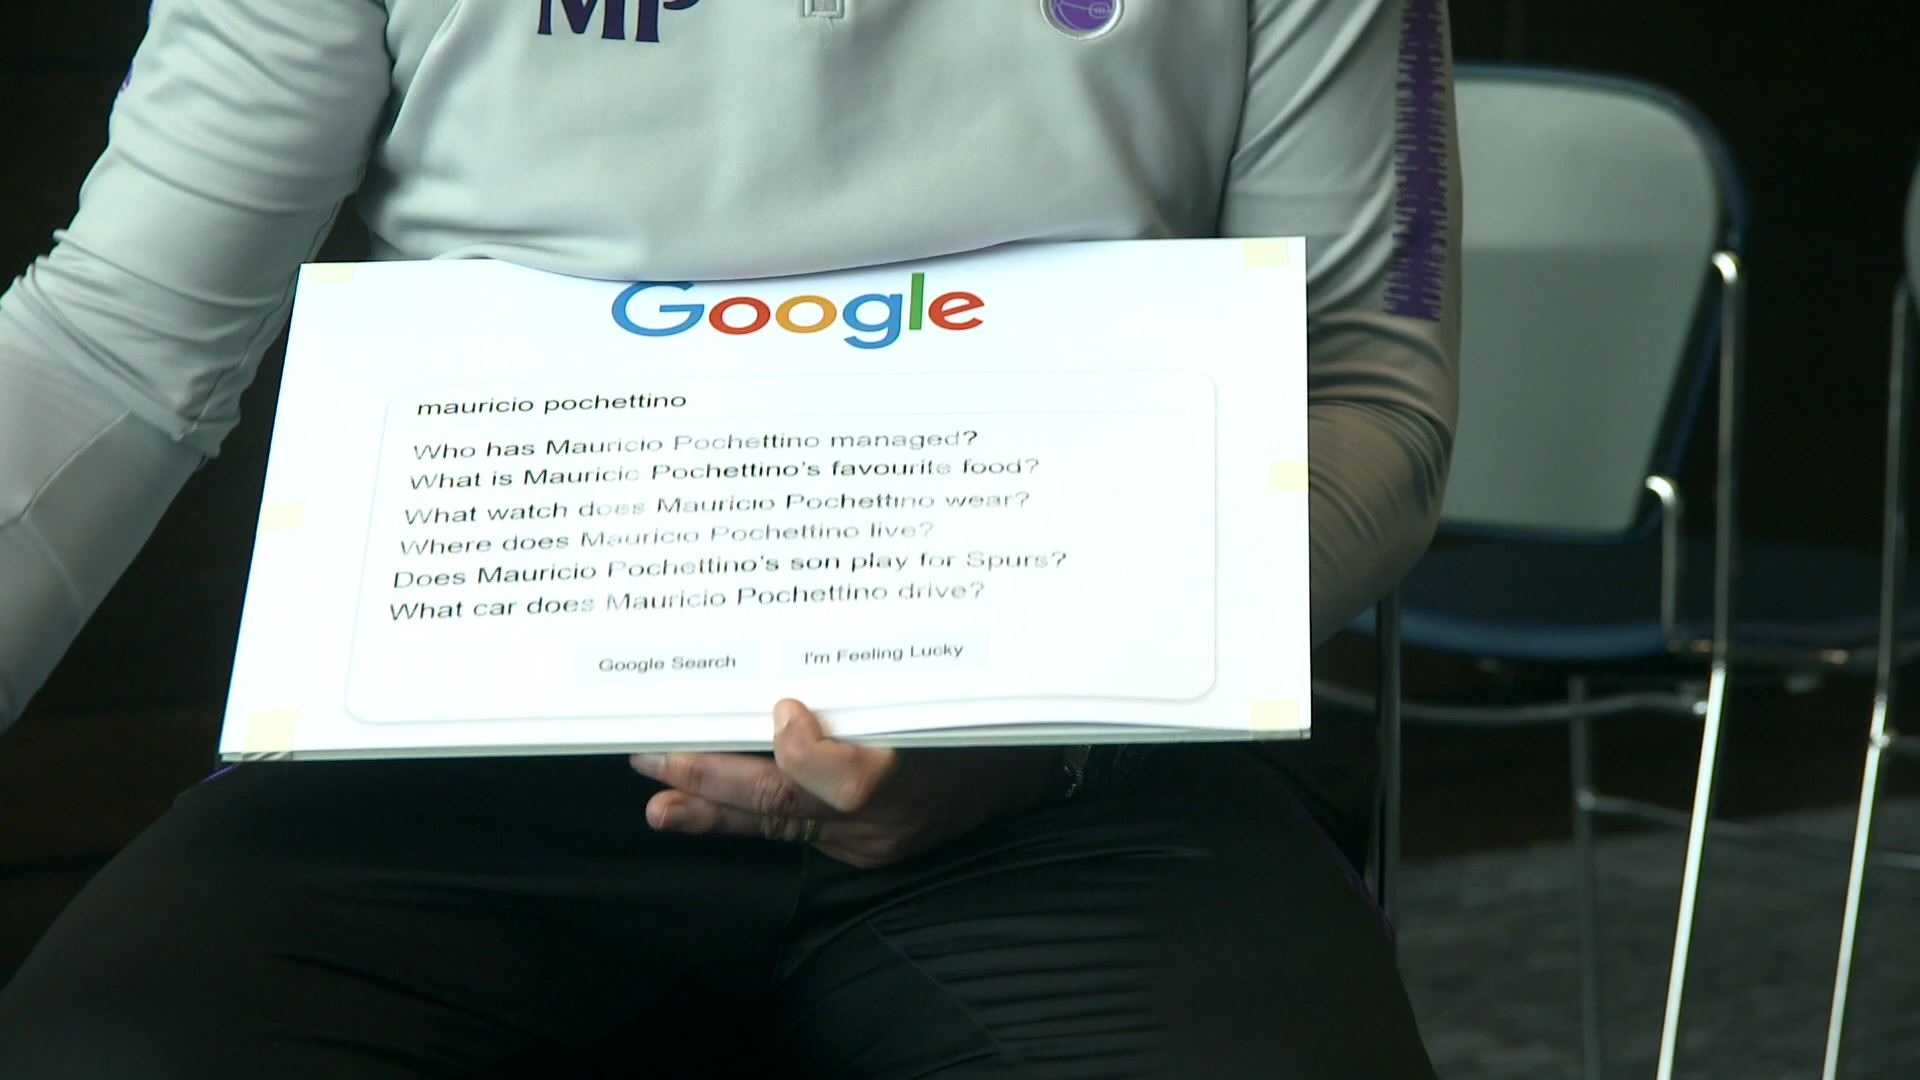 MP
Google
mauricio pochettino
Who has Mauricio Pochettino managed?
What is Mauricio Pochettino's favourite food?
What watch does Mauricio Pochettino wear?
Where does Mauricio Pochettino live?
Does Mauricio Pochettino's son play for Spurs?
What car does Mauricio Pochettino drive?
Google Search
I'm Feeling Lucky